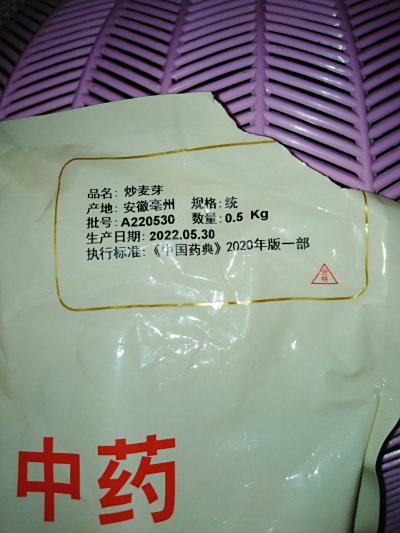 品名: 炒麦芽
产地: 安徽亳州 规格: 统
批号: A220530 数量: 0.5 Kg
生产日期: 2022.05.30
执行标准: 《中国药典》2020年版一部
合格
中药